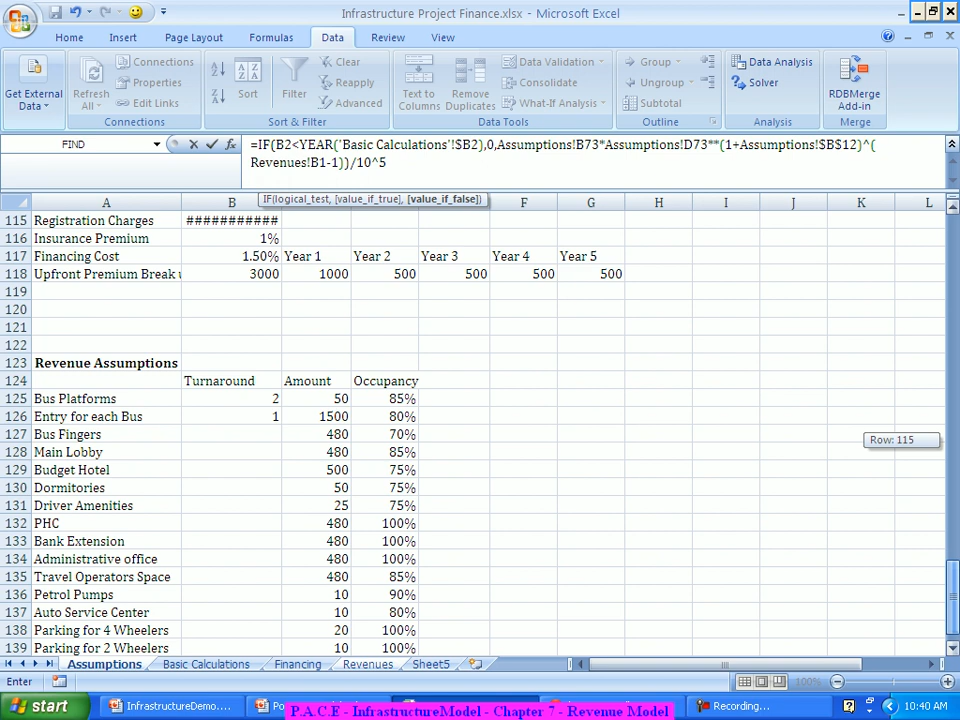 Infrastructure Project Finance.xlsx - Microsoft Excel
Home Insert Page Layout Formulas Data Review View
Get External Data
Refresh All
Connections
Properties
Edit Links
Connections
Sort
Filter
Clear
Reapply
Advanced
Sort & Filter
Text to Columns
Remove Duplicates
Data Validation
Consolidate
What-If Analysis
Data Tools
Group
Ungroup
Subtotal
Outline
Data Analysis
Solver
Analysis
RDBMerge Add-in
Merge
FIND
fx
=IF(B2<YEAR('Basic Calculations'!$B2),0,Assumptions!B73*Assumptions!D73**(1+Assumptions!$B$12)^(
Revenues!B1-1))/10^5
IF(logical_test, [value_if_true], [value_if_false])
A B F G H I J K L
115 Registration Charges ###########
116 Insurance Premium 1%
117 Financing Cost 1.50% Year 1 Year 2 Year 3 Year 4 Year 5
118 Upfront Premium Break 3000 1000 500 500 500 500
119
120
121
122
123 Revenue Assumptions
124 Turnaround Amount Occupancy
125 Bus Platforms 2 50 85%
126 Entry for each Bus 1 1500 80%
127 Bus Fingers 480 70%
128 Main Lobby 480 85%
129 Budget Hotel 500 75%
130 Dormitories 50 75%
131 Driver Amenities 25 75%
132 PHC 480 100%
133 Bank Extension 480 100%
134 Administrative office 480 100%
135 Travel Operators Space 480 85%
136 Petrol Pumps 10 90%
137 Auto Service Center 10 80%
138 Parking for 4 Wheelers 20 100%
139 Parking for 2 Wheelers 10 100%
Row: 115
Assumptions Basic Calculations Financing Revenues Sheet5
Enter 100%
start InfrastructureDemo.... Recording... 10:40 AM
P.A.C.E - InfrastructureModel - Chapter 7 - Revenue Model